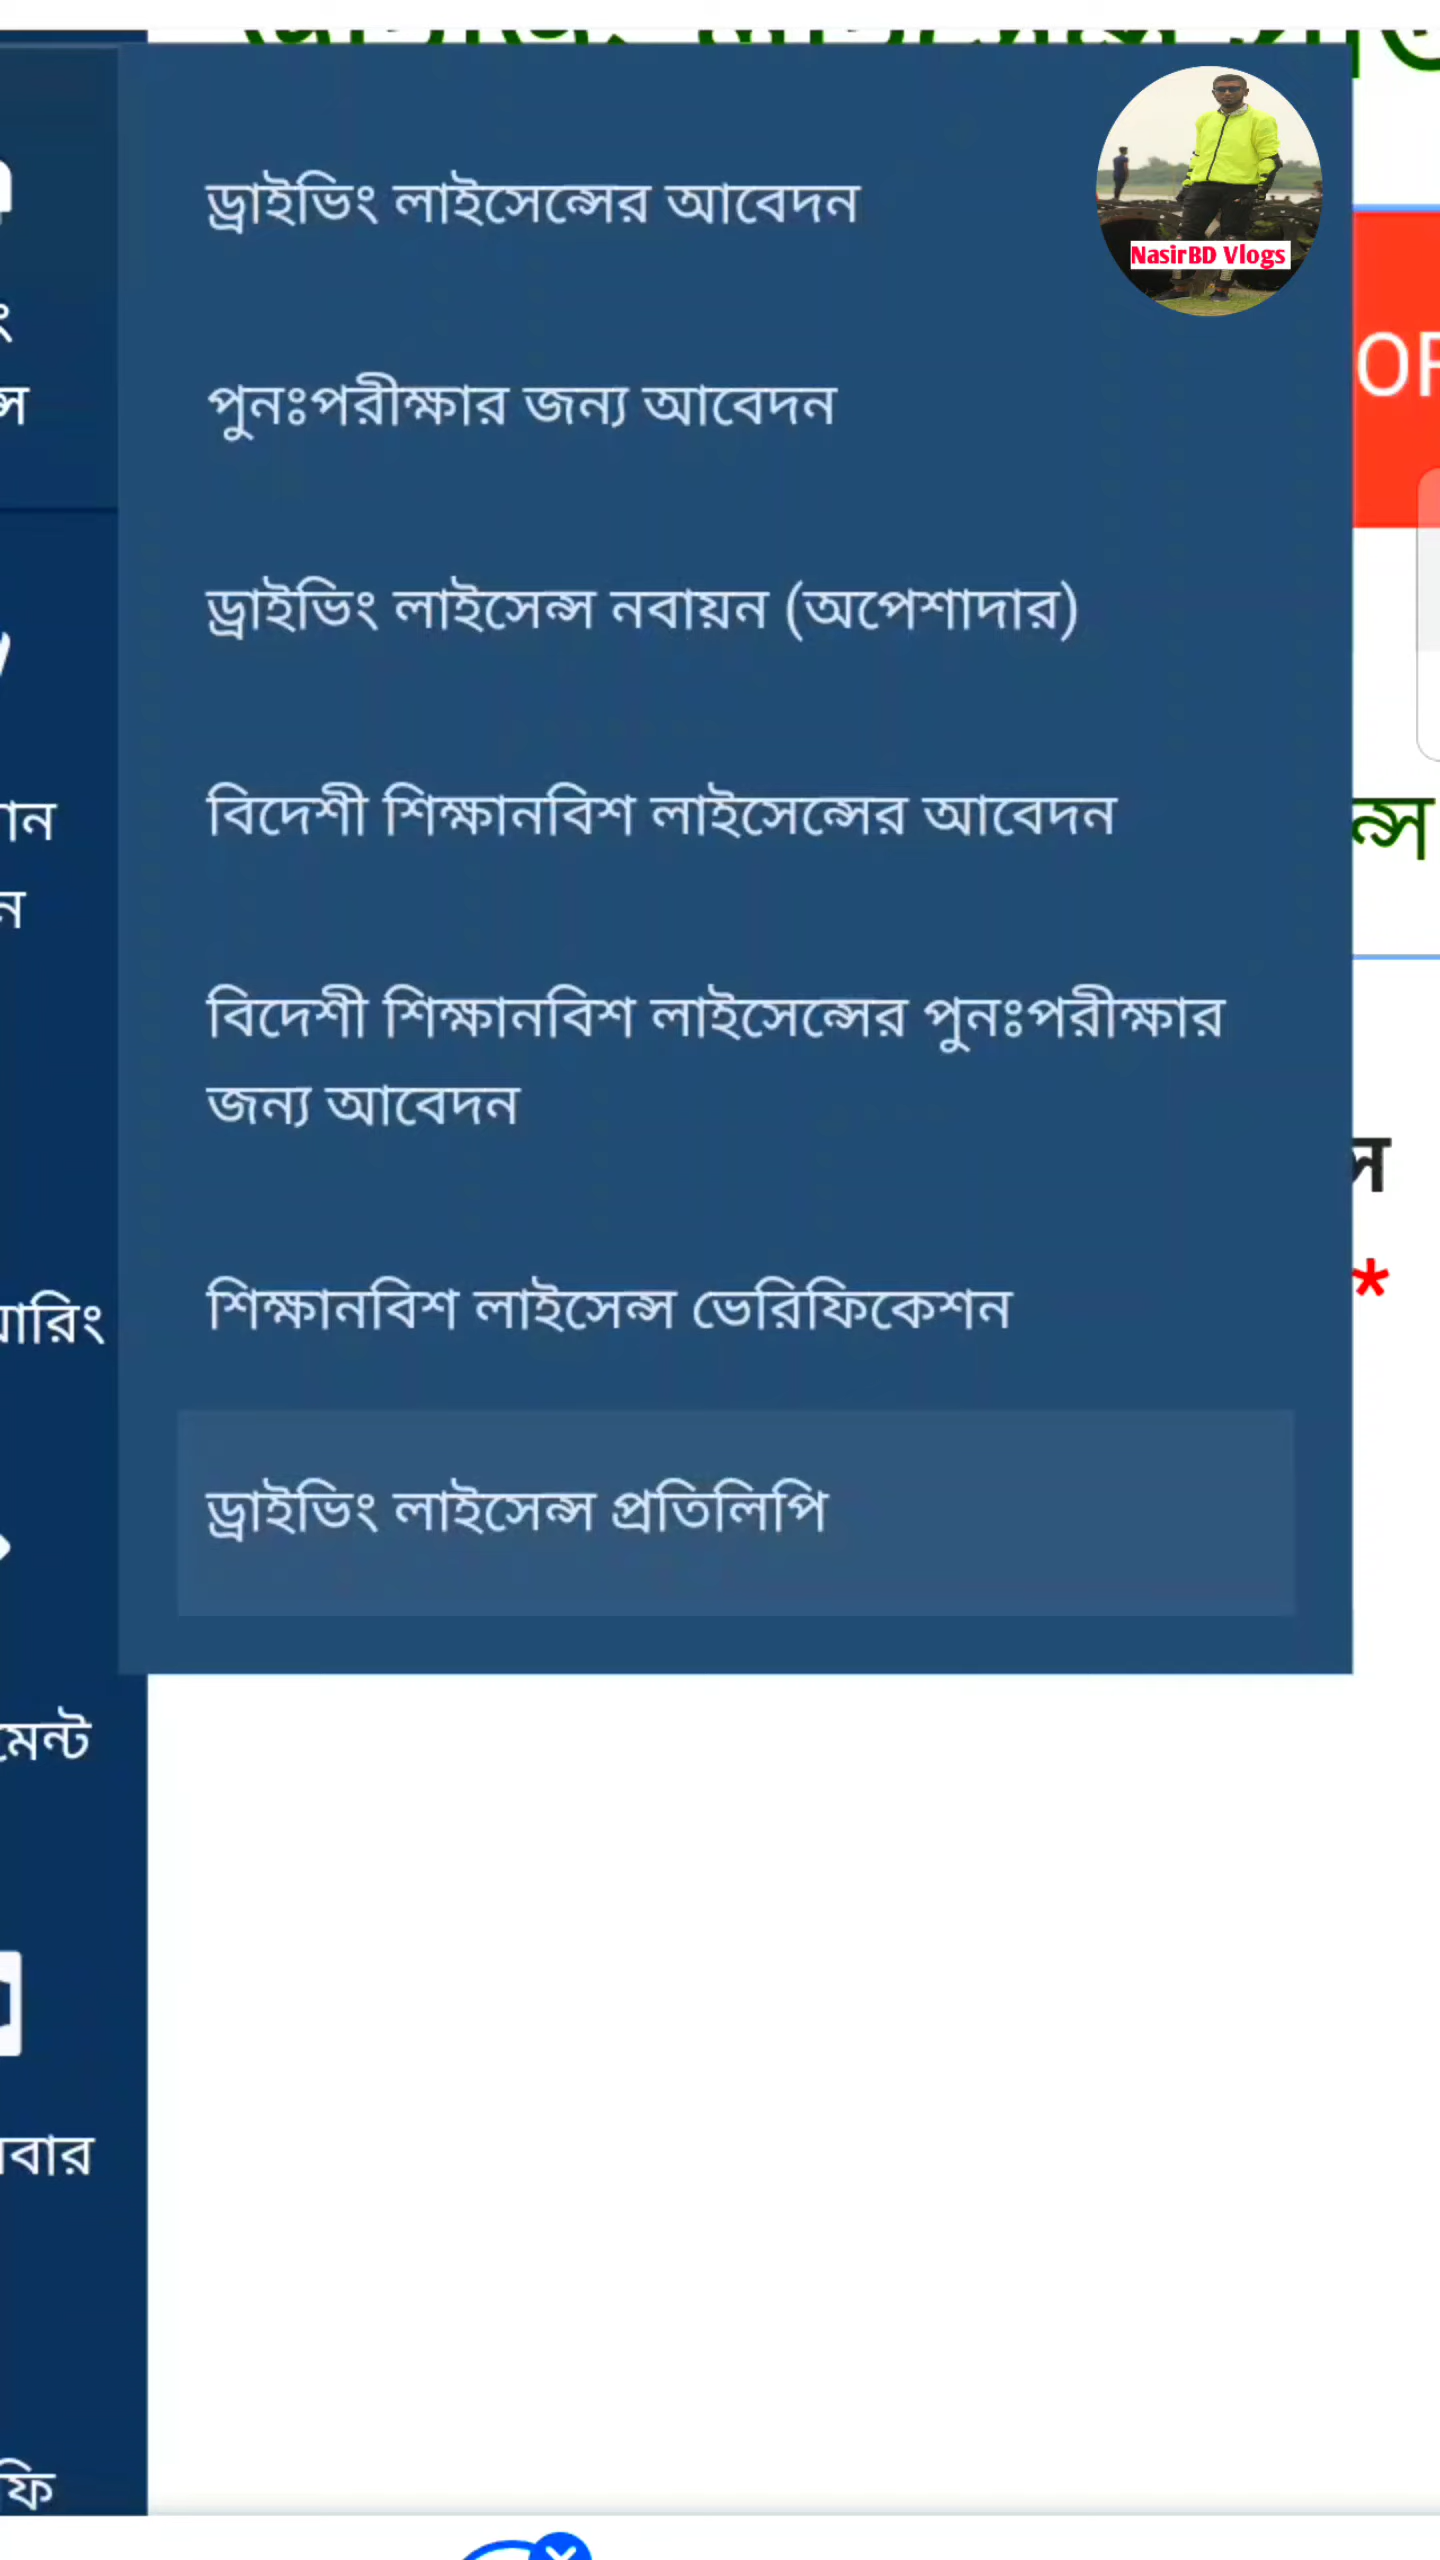 ড্রাইভিং লাইসেন্সের আবেদন
NasirBD Vlogs
পুনঃপরীক্ষার জন্য আবেদন
ড্রাইভিং লাইসেন্স নবায়ন (অপেশাদার)
বিদেশী শিক্ষানবিশ লাইসেন্সের আবেদন
বিদেশী শিক্ষানবিশ লাইসেন্সের পুনঃপরীক্ষার
জন্য আবেদন
শিক্ষানবিশ লাইসেন্স ভেরিফিকেশন
ড্রাইভিং লাইসেন্স প্রতিলিপি